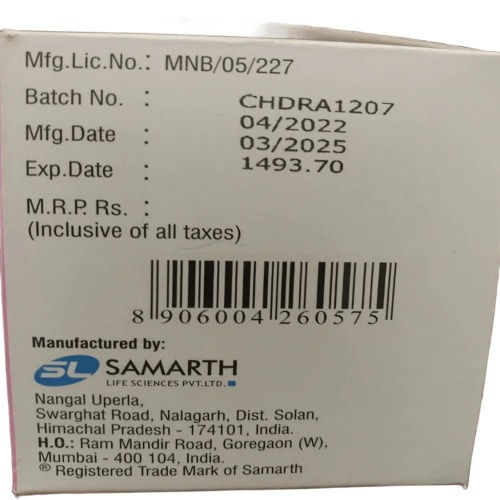 Mfg.Lic.No.: MNB/05/227
Batch No. : CHDRA1207
Mfg.Date : 04/2022
Exp.Date : 03/2025
M.R.P. Rs. : 1493.70
(Inclusive of all taxes)
8 906004 260575
Manufactured by:
SL SAMARTH
LIFE SCIENCES PVT.LTD.
Nangal Uperla,
Swarghat Road, Nalagarh, Dist. Solan,
Himachal Pradesh - 174101, India.
H.O.: Ram Mandir Road, Goregaon (W),
Mumbai - 400 104, India.
® Registered Trade Mark of Samarth